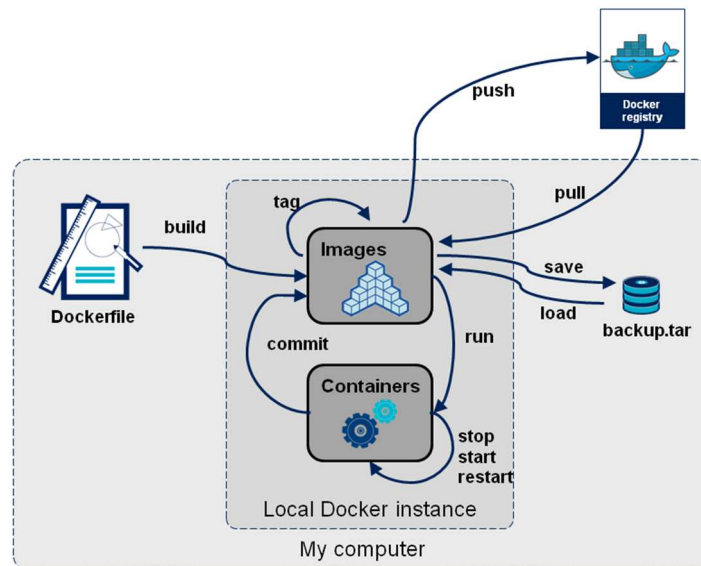 push
Docker
registry
pull
tag
build
Images
save
Dockerfile
load
backup.tar
commit
run
Containers
stop
start
restart
Local Docker instance
My computer